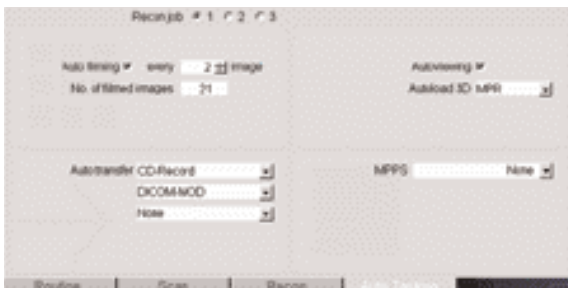 Recon job 1 2 3
Auto filming every 2 image
No. of filmed images 21
Autoviewing
Autoload 3D MPR
Autotransfer CD-Record
DICOM-MOD
None
MPPS None
Routine Scan Recon